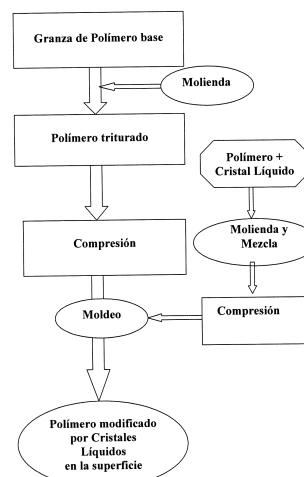 Granza de Polímero base
Molienda
Polímero triturado
Polímero +
Cristal Líquido
Compresión
Molienda y
Mezcla
Moldeo
Compresión
Polímero modificado
por Cristales
Líquidos
en la superficie